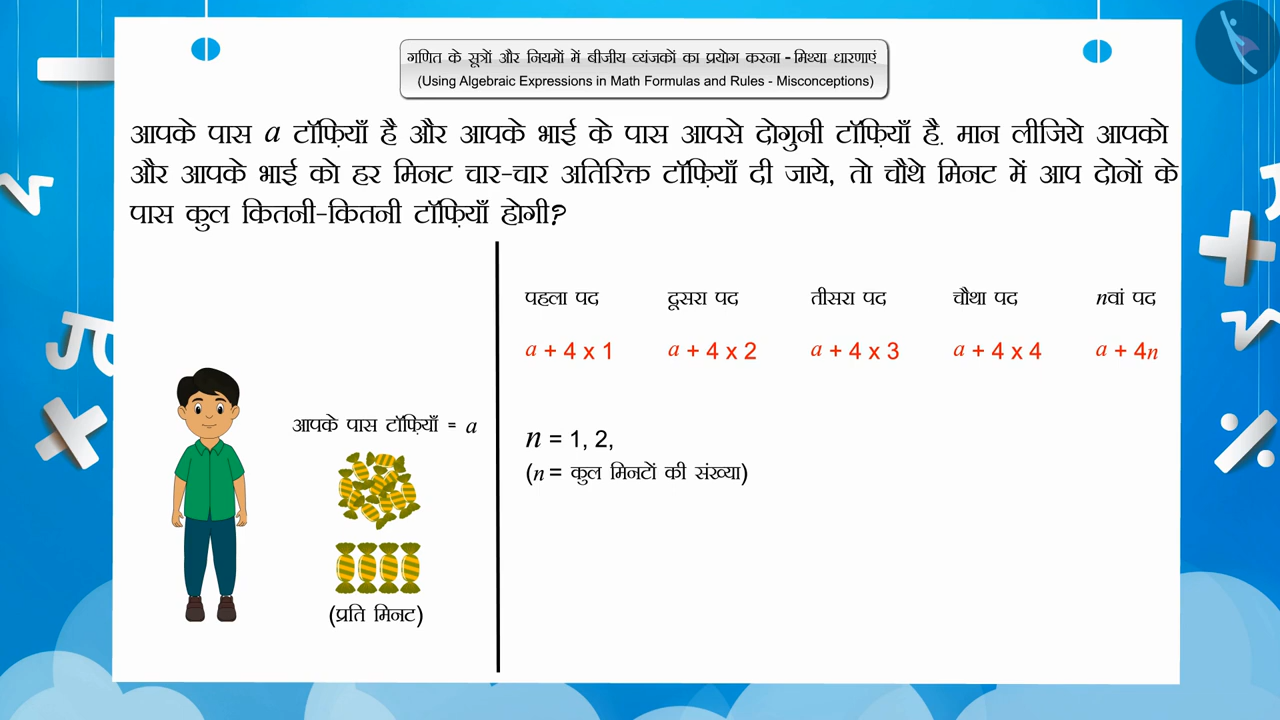 गणित के सूत्रों और नियमों में बीजीय व्यंजकों का प्रयोग करना - मिथ्या धारणाएं
(Using Algebraic Expressions in Math Formulas and Rules - Misconceptions)
आपके पास a टॉफ़ियाँ है और आपके भाई के पास आपसे दोगुनी टॉफ़ियाँ है. मान लीजिये आपको
और आपके भाई को हर मिनट चार-चार अतिरिक्त टॉफ़ियाँ दी जाये, तो चौथे मिनट में आप दोनों के
पास कुल कितनी-कितनी टॉफ़ियाँ होगी?
पहला पद दूसरा पद तीसरा पद चौथा पद nवां पद
a + 4 x 1 a + 4 x 2 a + 4 x 3 a + 4 x 4 a + 4n
आपके पास टॉफ़ियाँ = a
n = 1, 2,
(n = कुल मिनटों की संख्या)
(प्रति मिनट)